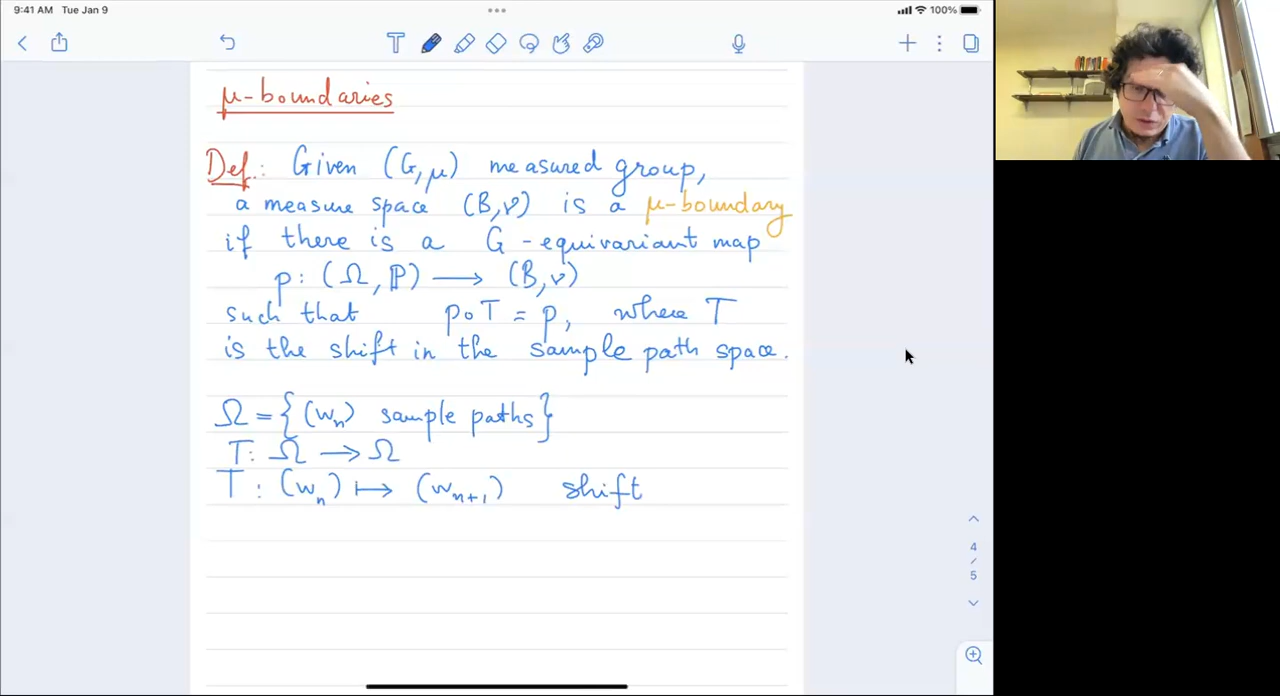 9:41 AM Tue Jan 9
100%
μ-boundaries
Def.: Given (G, μ) measured group,
a measure space (B, ν) is a μ-boundary
if there is a G-equivariant map
p: (Ω, ℙ) ⟶ (B, ν)
such that p∘T = p, where T
is the shift in the sample path space.
Ω = {(wₙ) sample paths}
T: Ω ⟶ Ω
T: (wₙ) ⟼ (wₙ₊₁) shift
4
/
5